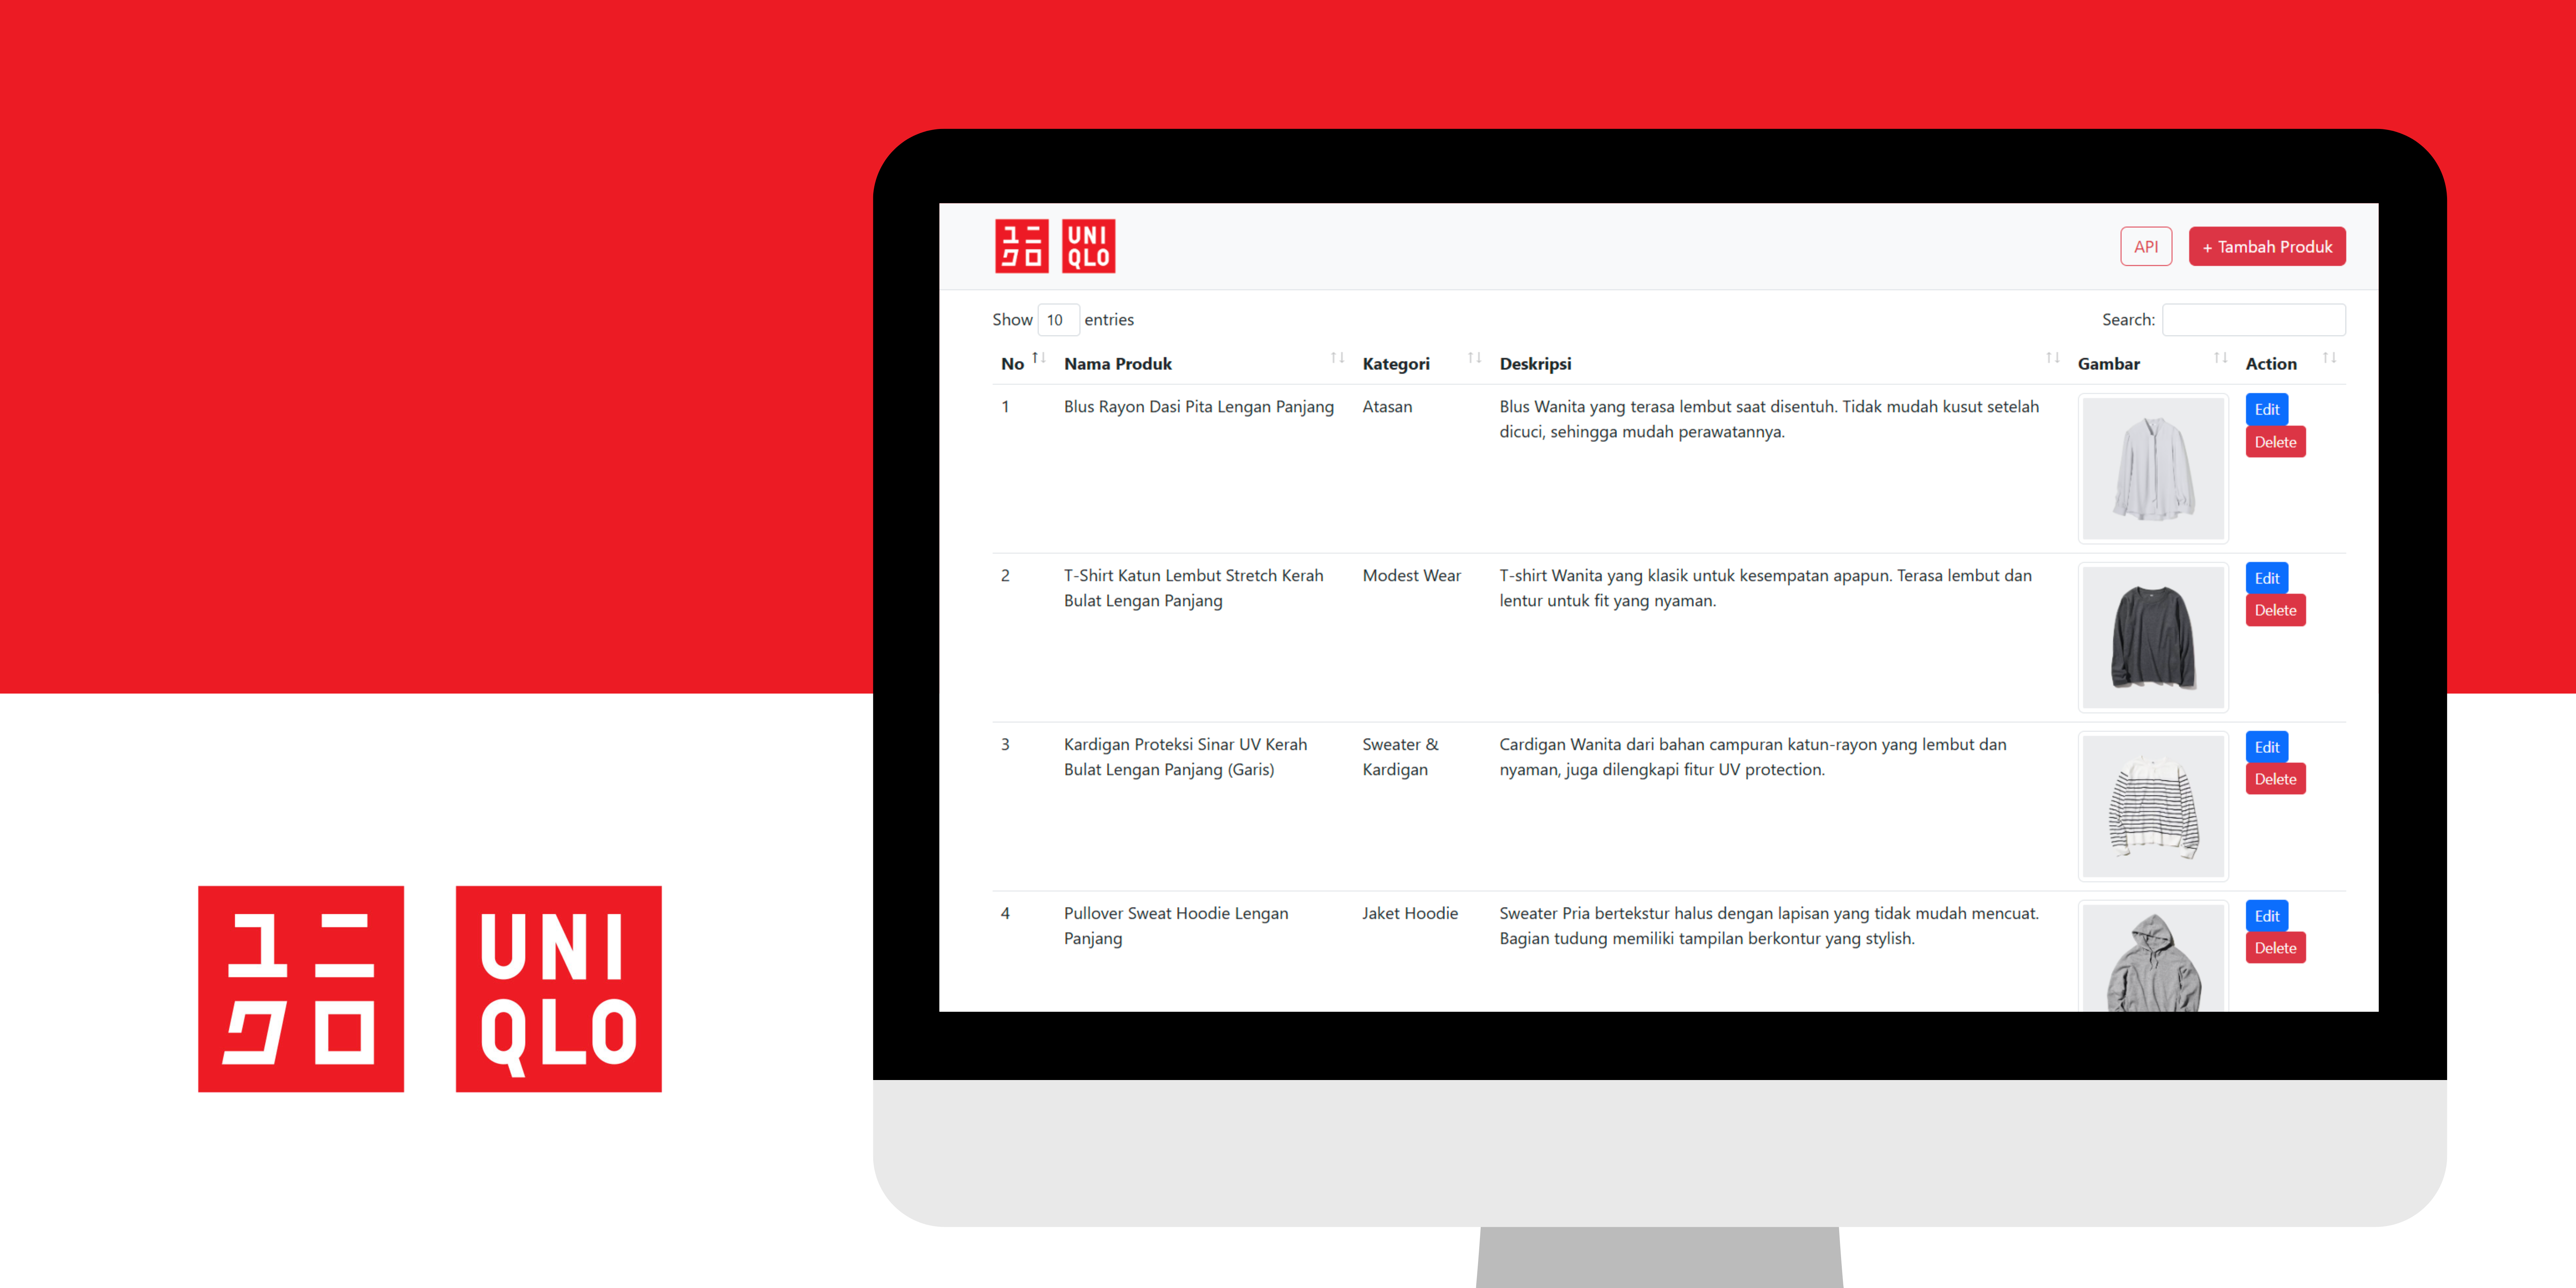 ユニ
クロ
UNI
QLO
ユニ
クロ
UNI
QLO
API
+ Tambah Produk
Show 10 entries
Search:
No
Nama Produk
Kategori
Deskripsi
Gambar
Action
1
Blus Rayon Dasi Pita Lengan Panjang
Atasan
Blus Wanita yang terasa lembut saat disentuh. Tidak mudah kusut setelah
dicuci, sehingga mudah perawatannya.
Edit
Delete
2
T-Shirt Katun Lembut Stretch Kerah
Bulat Lengan Panjang
Modest Wear
T-shirt Wanita yang klasik untuk kesempatan apapun. Terasa lembut dan
lentur untuk fit yang nyaman.
Edit
Delete
3
Kardigan Proteksi Sinar UV Kerah
Bulat Lengan Panjang (Garis)
Sweater &
Kardigan
Cardigan Wanita dari bahan campuran katun-rayon yang lembut dan
nyaman, juga dilengkapi fitur UV protection.
Edit
Delete
4
Pullover Sweat Hoodie Lengan
Panjang
Jaket Hoodie
Sweater Pria bertekstur halus dengan lapisan yang tidak mudah mencuat.
Bagian tudung memiliki tampilan berkontur yang stylish.
Edit
Delete